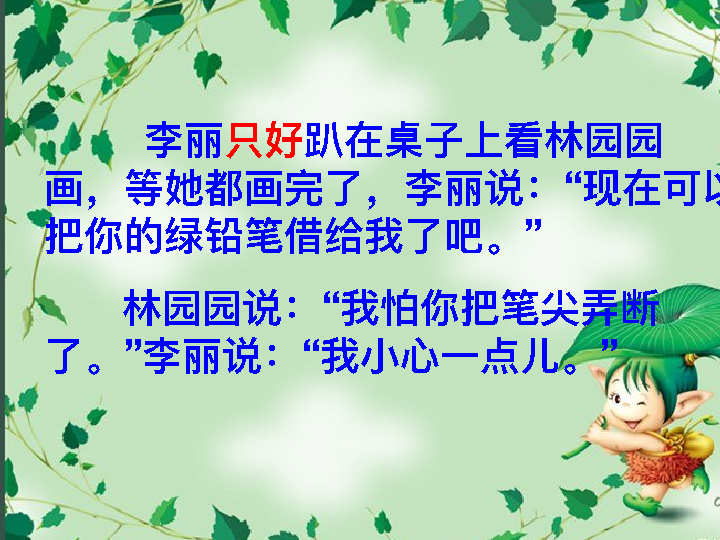 李丽只好趴在桌子上看林园园
画，等她都画完了，李丽说：“现在可以
把你的绿铅笔借给我了吧。”
林园园说：“我怕你把笔尖弄断
了。”李丽说：“我小心一点儿。”